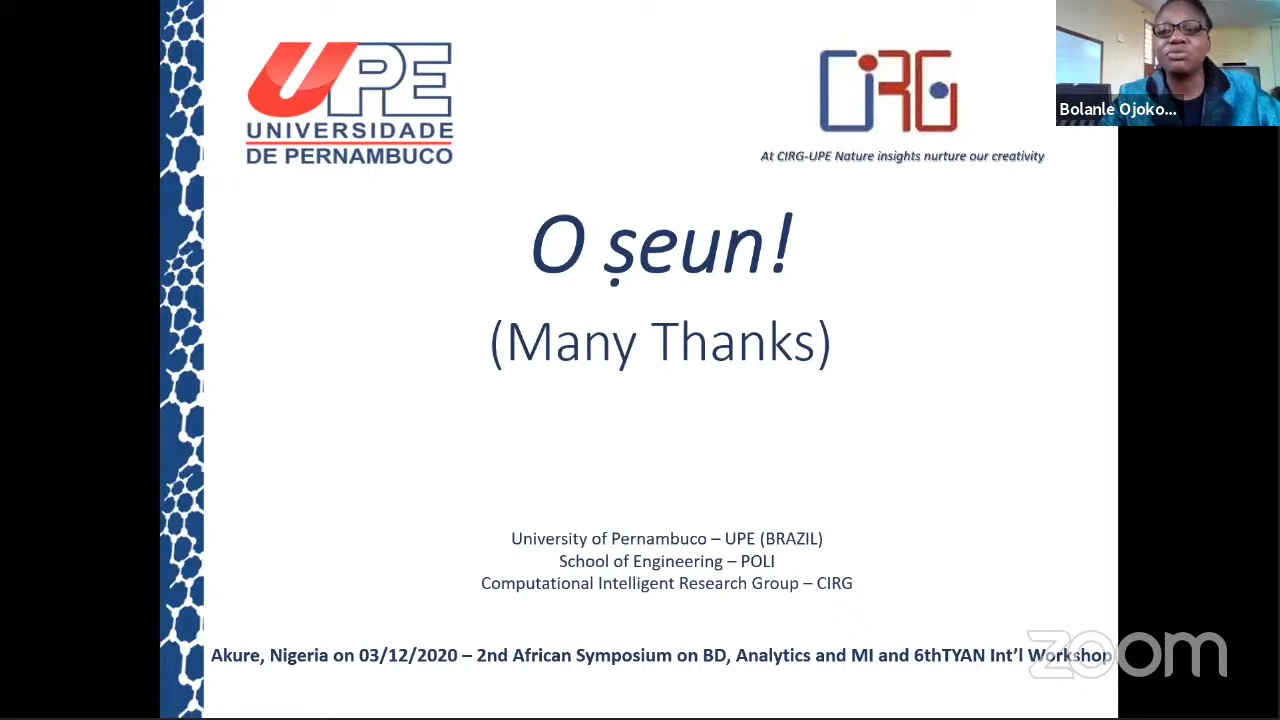 UPE
UNIVERSIDADE
DE PERNAMBUCO
CIRG
At CIRG-UPE Nature insights nurture our creativity
Bolanle Ojoko...
O ṣeun!
(Many Thanks)
University of Pernambuco – UPE (BRAZIL)
School of Engineering – POLI
Computational Intelligent Research Group – CIRG
Akure, Nigeria on 03/12/2020 – 2nd African Symposium on BD, Analytics and MI and 6thTYAN Int'l Workshop
zoom